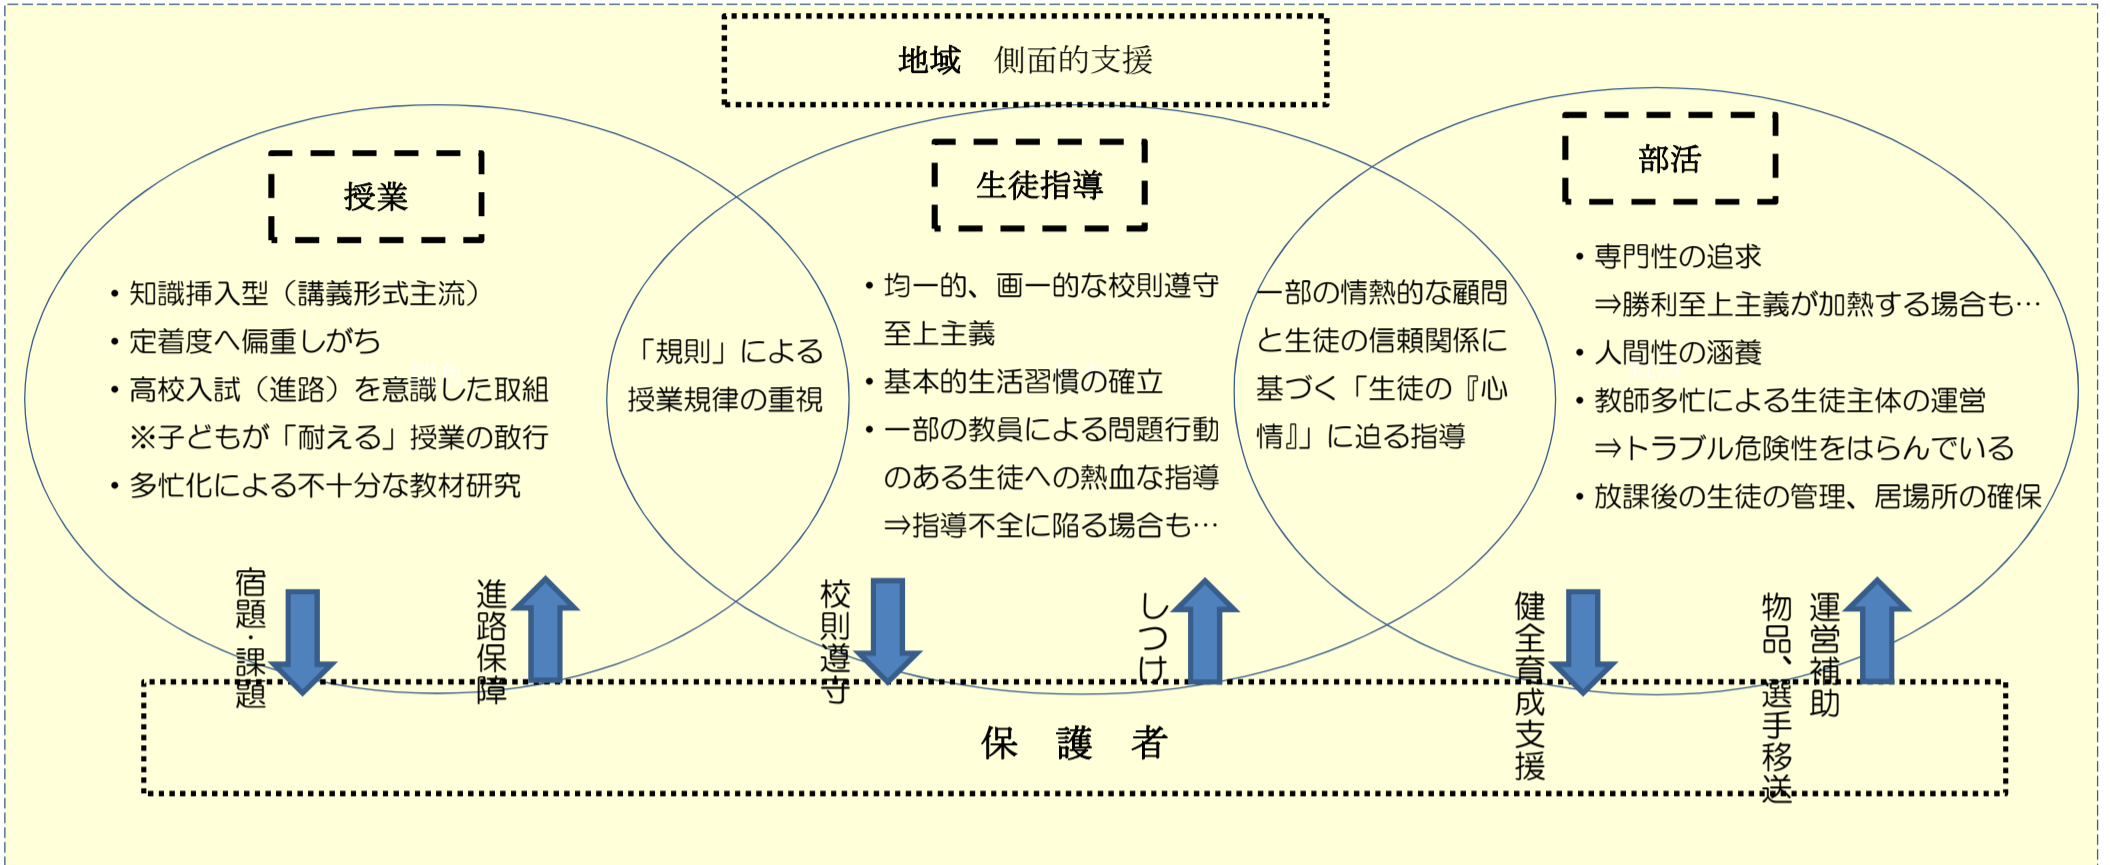 地域　側面的支援
授業
・知識挿入型（講義形式主流）
・定着度へ偏重しがち
・高校入試（進路）を意識した取組
※子どもが「耐える」授業の敢行
・多忙化による不十分な教材研究
「規則」による
授業規律の重視
生徒指導
・均一的、画一的な校則遵守
至上主義
・基本的生活習慣の確立
・一部の教員による問題行動
のある生徒への熱血な指導
⇒指導不全に陥る場合も…
一部の情熱的な顧問
と生徒の信頼関係に
基づく「生徒の『心
情』」に迫る指導
部活
・専門性の追求
⇒勝利至上主義が加熱する場合も…
・人間性の涵養
・教師多忙による生徒主体の運営
⇒トラブル危険性をはらんでいる
・放課後の生徒の管理、居場所の確保
宿題・課題
進路保障
校則遵守
しつけ
健全育成支援
運営補助
物品、選手移送
保　護　者